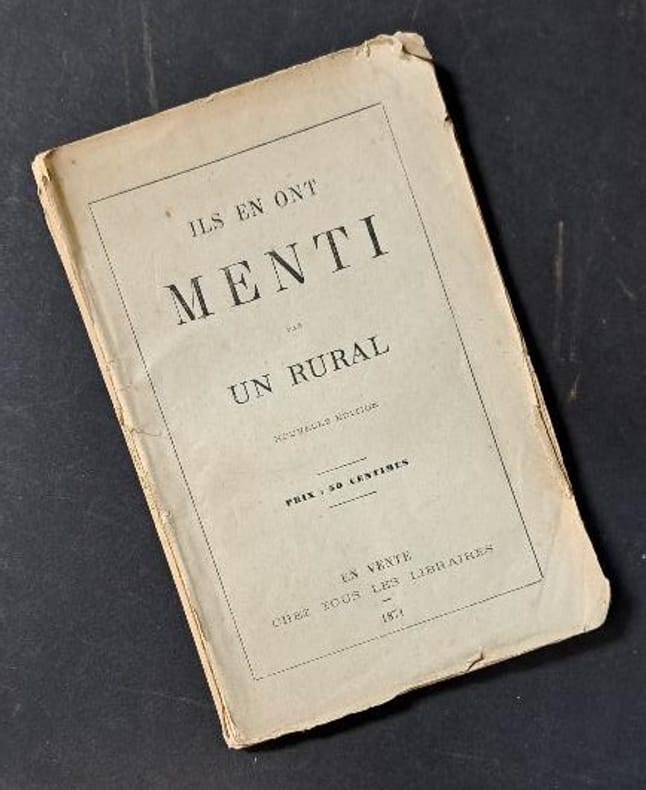 ILS EN ONT
MENTI
PAR
UN RURAL
NOUVELLE ÉDITION
PRIX : 50 CENTIMES
EN VENTE
CHEZ TOUS LES LIBRAIRES